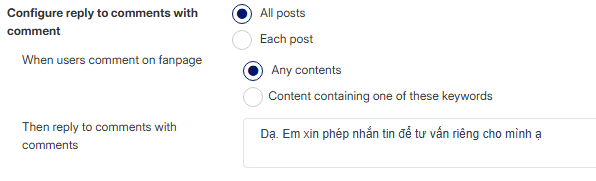 Configure reply to comments with
comment
All posts
Each post
When users comment on fanpage
Any contents
Content containing one of these keywords
Then reply to comments with
comments
Dạ. Em xin phép nhắn tin để tư vấn riêng cho mình ạ